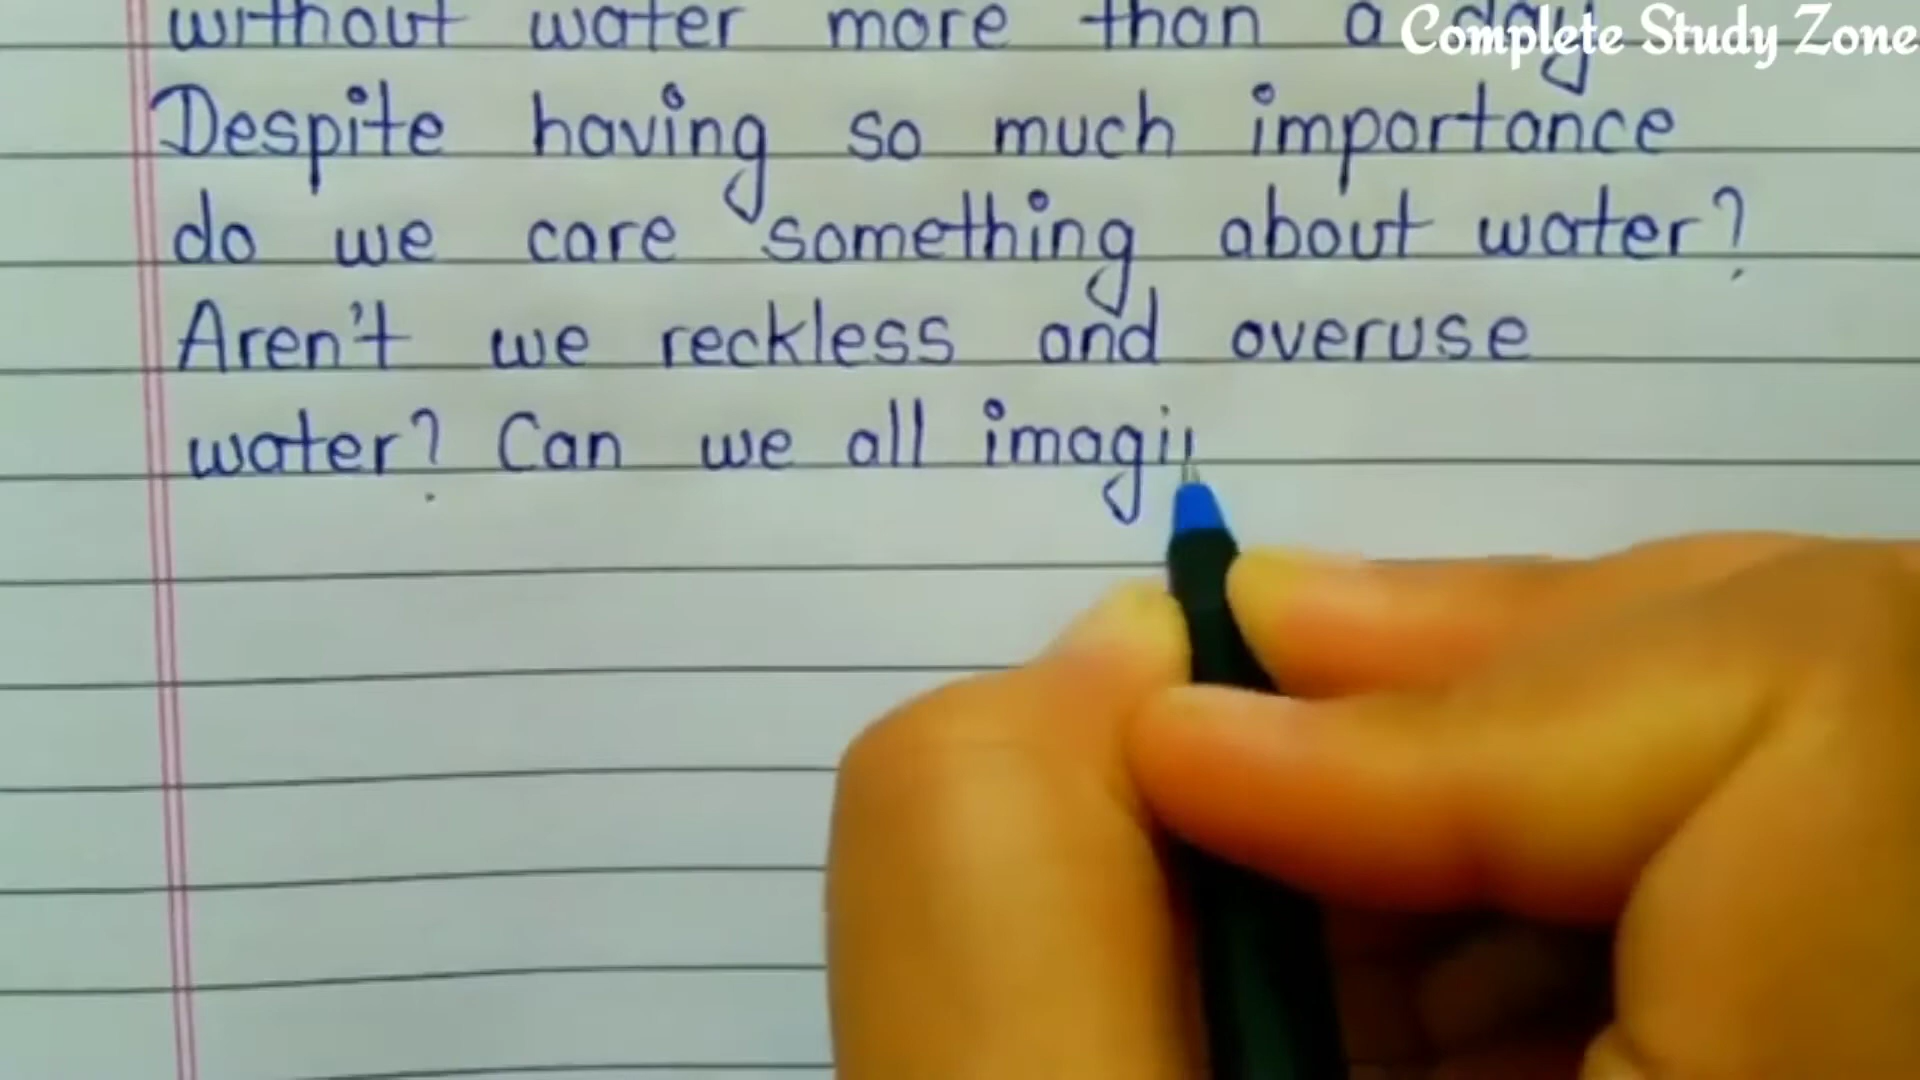 without water more than a day
Complete Study Zone
Despite having so much importance
do we care something about water?
Aren't we reckless and overuse
water? Can we all imagi